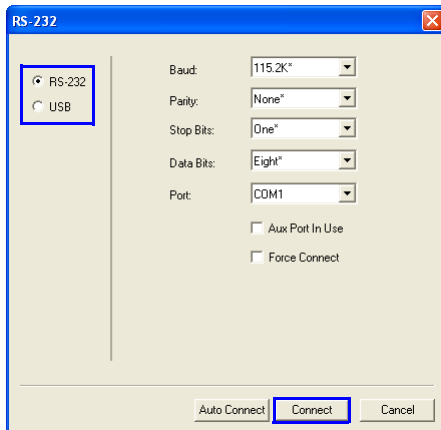 RS-232
RS-232
USB
Baud: 115.2K*
Parity: None*
Stop Bits: One*
Data Bits: Eight*
Port: COM1
Aux Port In Use
Force Connect
Auto Connect Connect Cancel